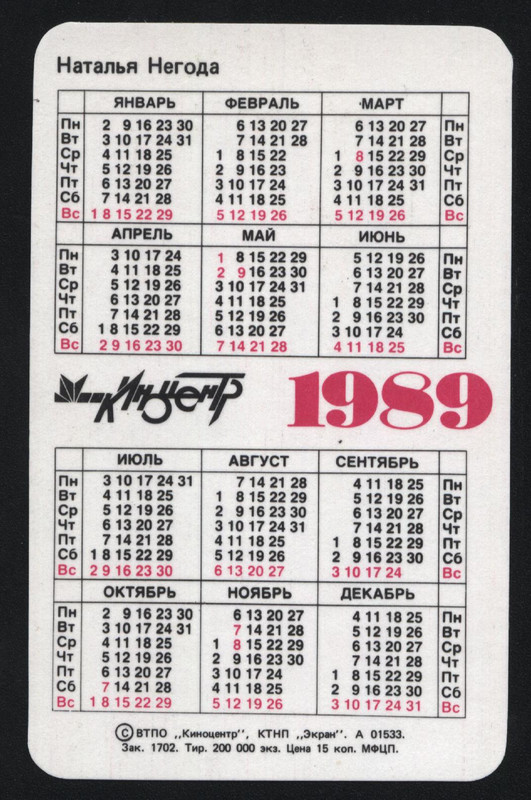 Наталья Негода
ЯНВАРЬ ФЕВРАЛЬ МАРТ
Пн 2 9 16 23 30 6 13 20 27 6 13 20 27 Пн
Вт 3 10 17 24 31 7 14 21 28 7 14 21 28 Вт
Ср 4 11 18 25 1 8 15 22 1 8 15 22 29 Ср
Чт 5 12 19 26 2 9 16 23 2 9 16 23 30 Чт
Пт 6 13 20 27 3 10 17 24 3 10 17 24 31 Пт
Сб 7 14 21 28 4 11 18 25 4 11 18 25 Сб
Вс 1 8 15 22 29 5 12 19 26 5 12 19 26 Вс
АПРЕЛЬ МАЙ ИЮНЬ
Пн 3 10 17 24 1 8 15 22 29 5 12 19 26 Пн
Вт 4 11 18 25 2 9 16 23 30 6 13 20 27 Вт
Ср 5 12 19 26 3 10 17 24 31 7 14 21 28 Ср
Чт 6 13 20 27 4 11 18 25 1 8 15 22 29 Чт
Пт 7 14 21 28 5 12 19 26 2 9 16 23 30 Пт
Сб 1 8 15 22 29 6 13 20 27 3 10 17 24 Сб
Вс 2 9 16 23 30 7 14 21 28 4 11 18 25 Вс
Киноцентр 1989
ИЮЛЬ АВГУСТ СЕНТЯБРЬ
Пн 3 10 17 24 31 7 14 21 28 4 11 18 25 Пн
Вт 4 11 18 25 1 8 15 22 29 5 12 19 26 Вт
Ср 5 12 19 26 2 9 16 23 30 6 13 20 27 Ср
Чт 6 13 20 27 3 10 17 24 31 7 14 21 28 Чт
Пт 7 14 21 28 4 11 18 25 1 8 15 22 29 Пт
Сб 1 8 15 22 29 5 12 19 26 2 9 16 23 30 Сб
Вс 2 9 16 23 30 6 13 20 27 3 10 17 24 Вс
ОКТЯБРЬ НОЯБРЬ ДЕКАБРЬ
Пн 2 9 16 23 30 6 13 20 27 4 11 18 25 Пн
Вт 3 10 17 24 31 7 14 21 28 5 12 19 26 Вт
Ср 4 11 18 25 1 8 15 22 29 6 13 20 27 Ср
Чт 5 12 19 26 2 9 16 23 30 7 14 21 28 Чт
Пт 6 13 20 27 3 10 17 24 1 8 15 22 29 Пт
Сб 7 14 21 28 4 11 18 25 2 9 16 23 30 Сб
Вс 1 8 15 22 29 5 12 19 26 3 10 17 24 31 Вс
© ВТПО „Киноцентр", КТНП „Экран". А 01533.
Зак. 1702. Тир. 200 000 экз. Цена 15 коп. МФЦП.